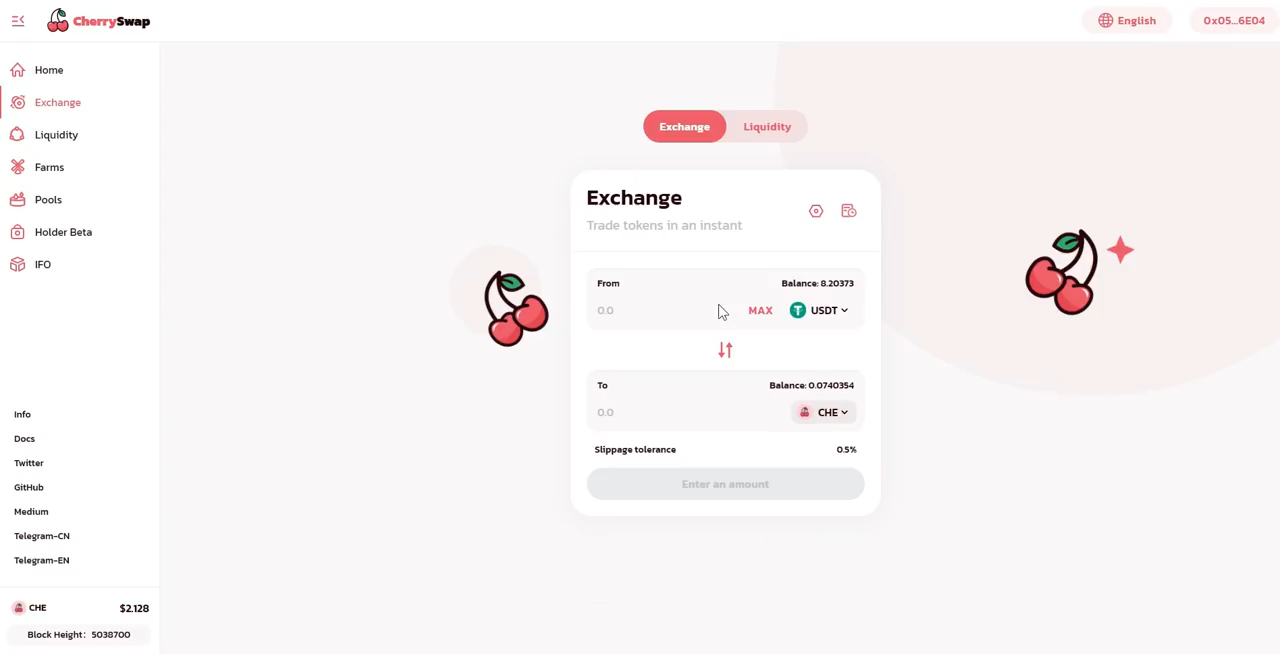 CherrySwap
English
0x05...6E04
Home
Exchange
Liquidity
Farms
Pools
Holder Beta
IFO
Info
Docs
Twitter
GitHub
Medium
Telegram-CN
Telegram-EN
CHE $2.128
Block Height: 5038700
Exchange Liquidity
Exchange
Trade tokens in an instant
From Balance: 8.20373
0.0 MAX USDT
To Balance: 0.0740354
0.0 CHE
Slippage tolerance 0.5%
Enter an amount